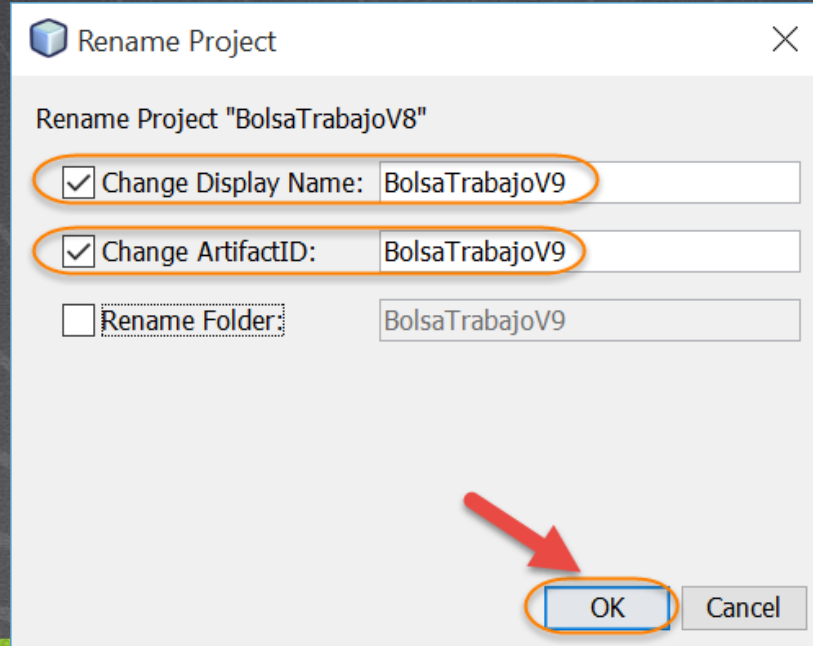 Rename Project
Rename Project "BolsaTrabajoV8"
Change Display Name: BolsaTrabajoV9
Change ArtifactID: BolsaTrabajoV9
Rename Folder: BolsaTrabajoV9
OK Cancel